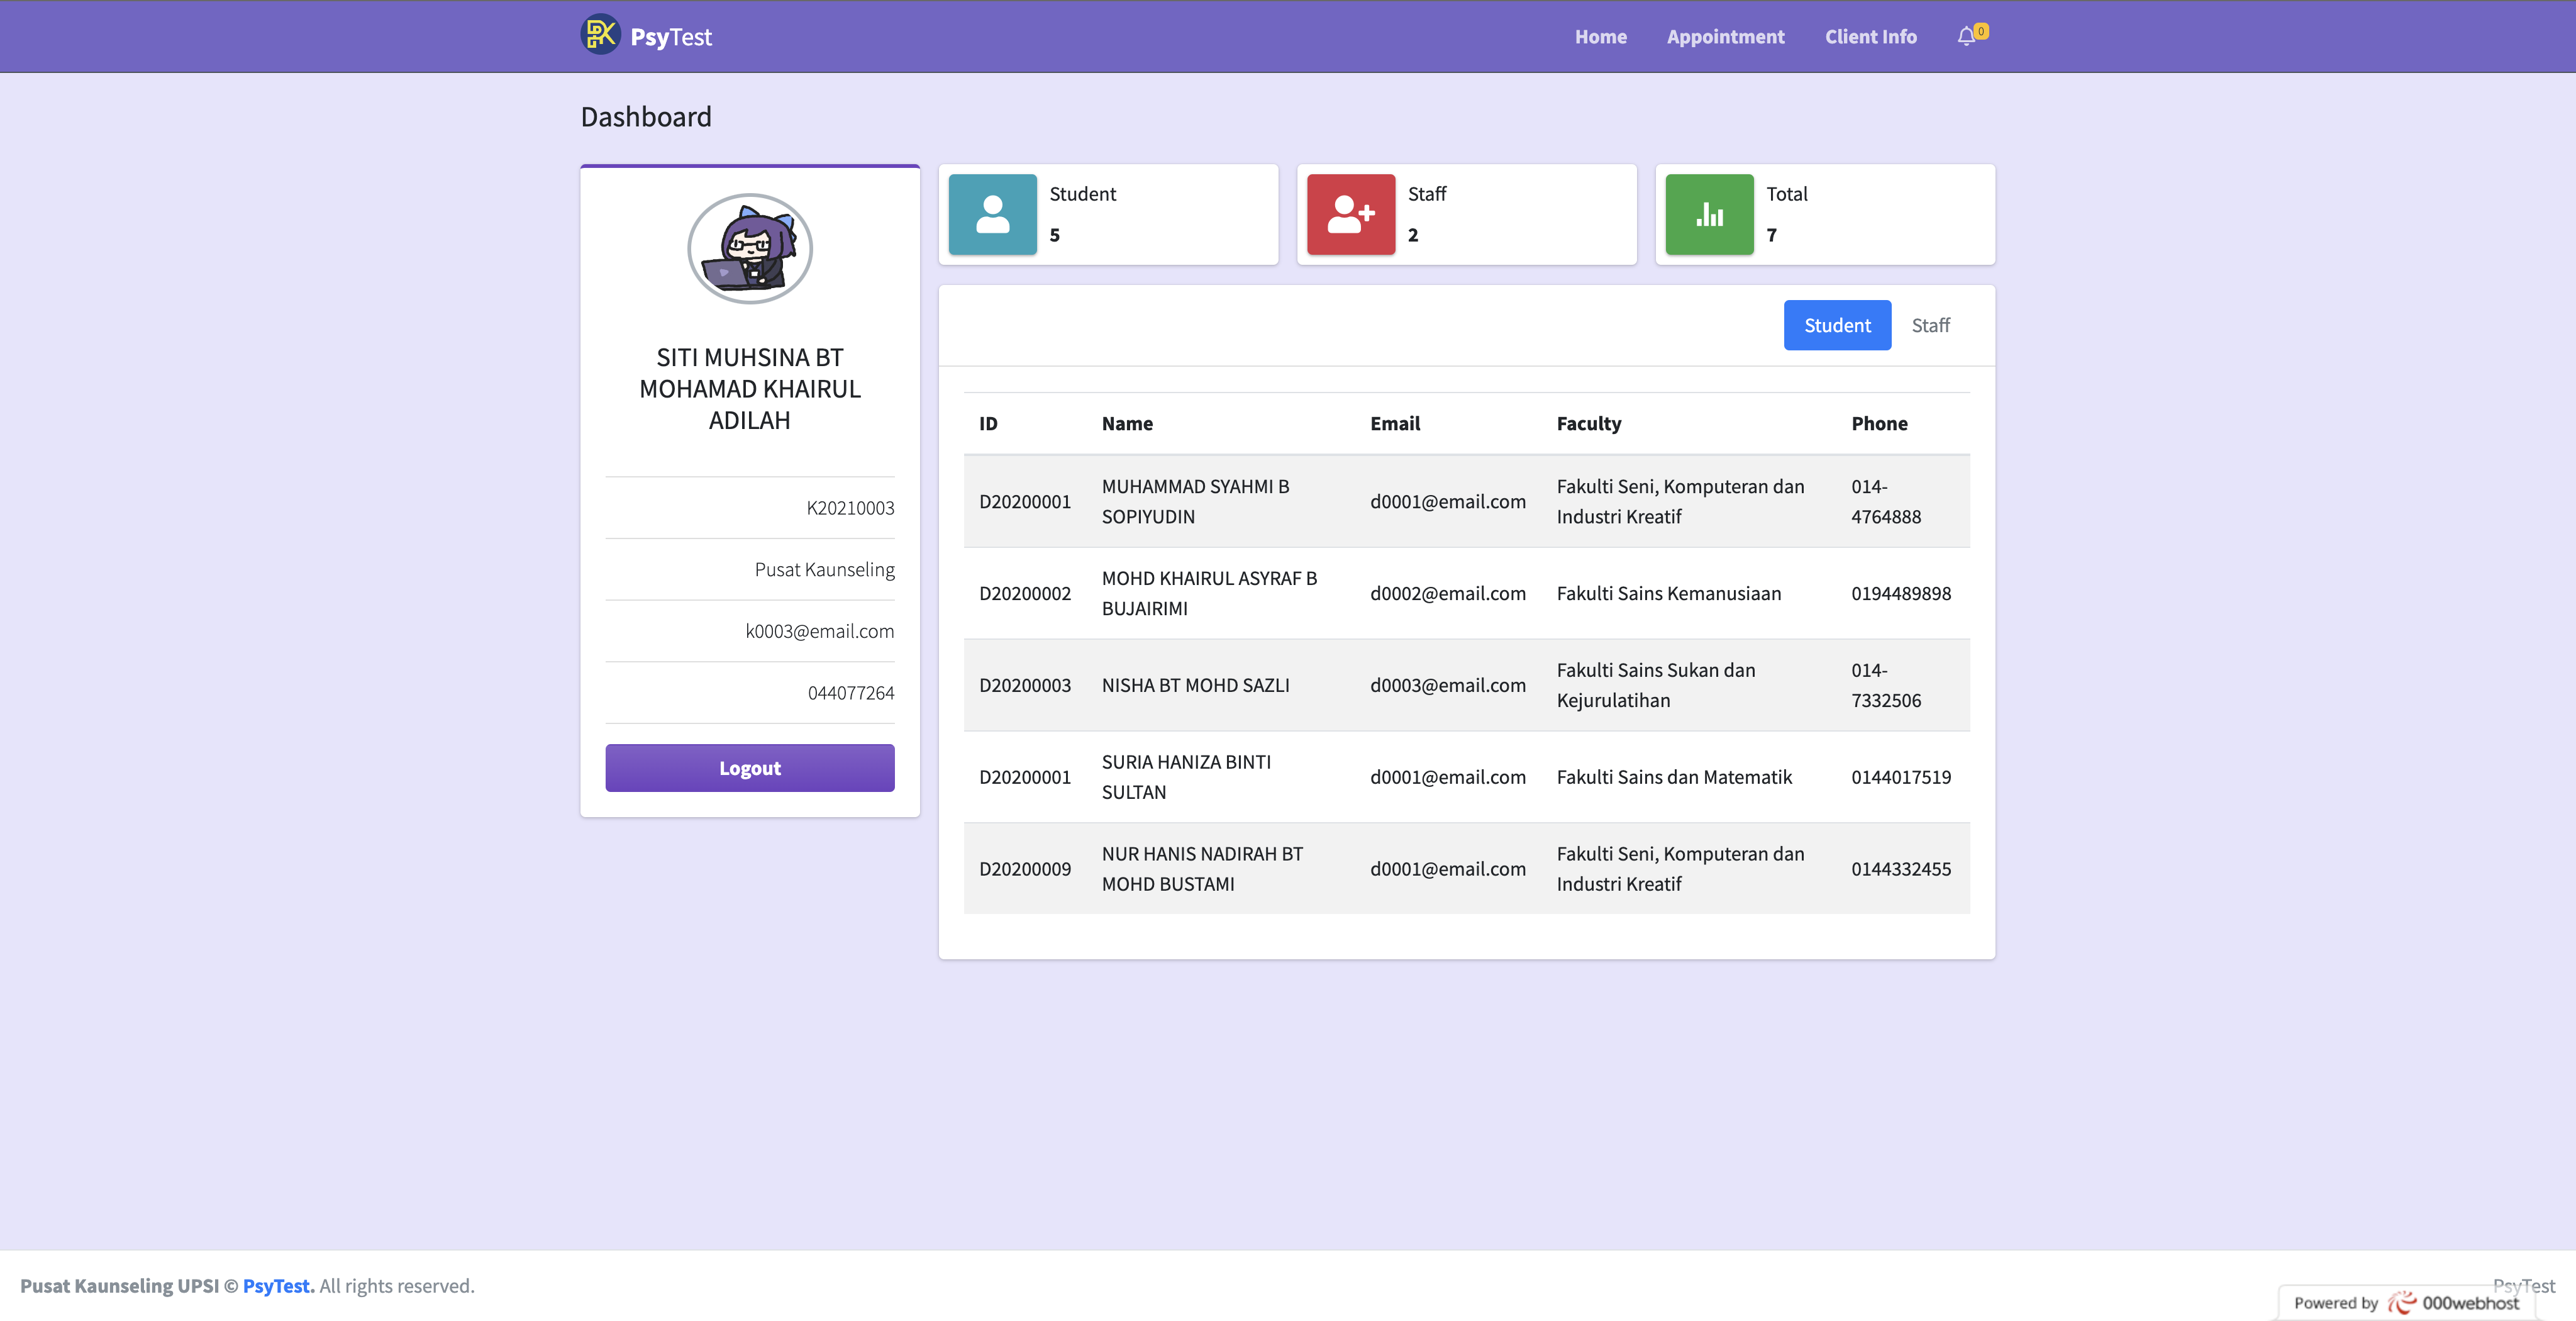 PsyTest
Home Appointment Client Info 0
Dashboard
SITI MUHSINA BT
MOHAMAD KHAIRUL
ADILAH
K20210003
Pusat Kaunseling
k0003@email.com
044077264
Logout
Student
5
Staff
2
Total
7
Student Staff
ID Name Email Faculty Phone
D20200001 MUHAMMAD SYAHMI B SOPIYUDIN d0001@email.com Fakulti Seni, Komputeran dan Industri Kreatif 014-4764888
D20200002 MOHD KHAIRUL ASYRAF B BUJAIRIMI d0002@email.com Fakulti Sains Kemanusiaan 0194489898
D20200003 NISHA BT MOHD SAZLI d0003@email.com Fakulti Sains Sukan dan Kejurulatihan 014-7332506
D20200001 SURIA HANIZA BINTI SULTAN d0001@email.com Fakulti Sains dan Matematik 0144017519
D20200009 NUR HANIS NADIRAH BT MOHD BUSTAMI d0001@email.com Fakulti Seni, Komputeran dan Industri Kreatif 0144332455
Pusat Kaunseling UPSI © PsyTest. All rights reserved.
PsyTest
Powered by 000webhost